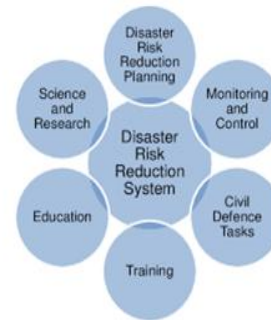 Disaster
Risk
Reduction
Planning
Science
and
Research
Monitoring
and
Control
Disaster
Risk
Reduction
System
Education
Civil
Defence
Tasks
Training